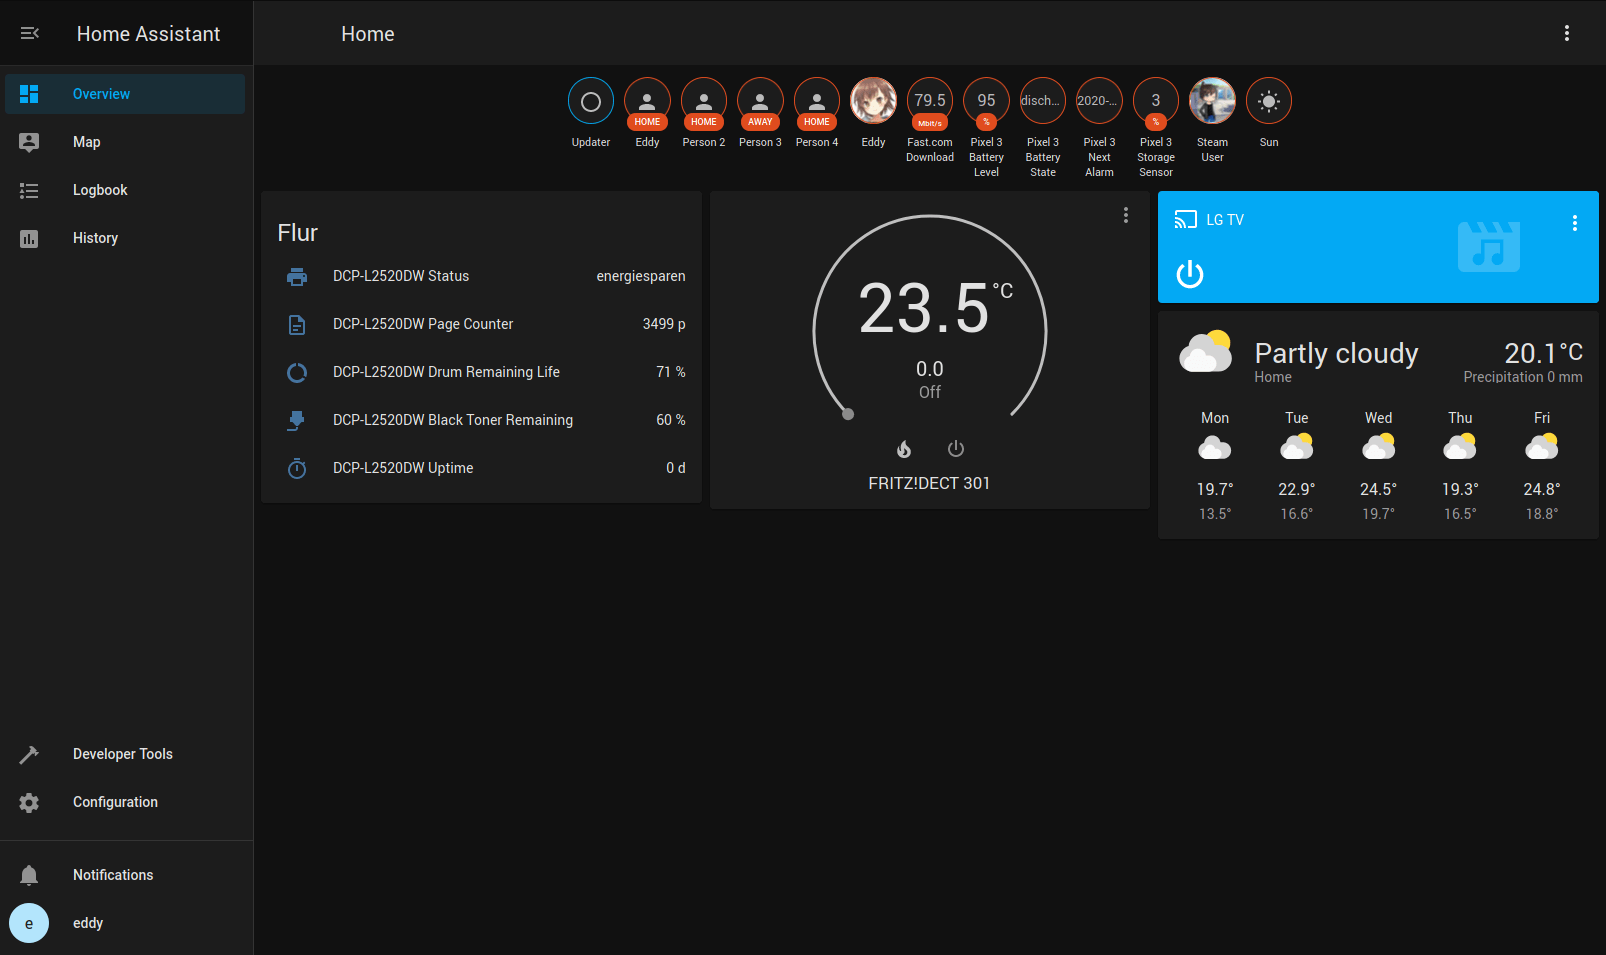 Home Assistant
Home
Overview
Map
Logbook
History
Developer Tools
Configuration
Notifications
e
eddy
79.5
95
disch...
2020-...
3
HOME
HOME
AWAY
HOME
Mbit/s
%
%
Updater
Eddy
Person 2
Person 3
Person 4
Eddy
Fast.com
Download
Pixel 3
Battery
Level
Pixel 3
Battery
State
Pixel 3
Next
Alarm
Pixel 3
Storage
Sensor
Steam
User
Sun
Flur
DCP-L2520DW Status energiesparen
DCP-L2520DW Page Counter 3499 p
DCP-L2520DW Drum Remaining Life 71 %
DCP-L2520DW Black Toner Remaining 60 %
DCP-L2520DW Uptime 0 d
23.5 °C
0.0
Off
FRITZ!DECT 301
LG TV
Partly cloudy 20.1°C
Home Precipitation 0 mm
Mon Tue Wed Thu Fri
19.7° 22.9° 24.5° 19.3° 24.8°
13.5° 16.6° 19.7° 16.5° 18.8°